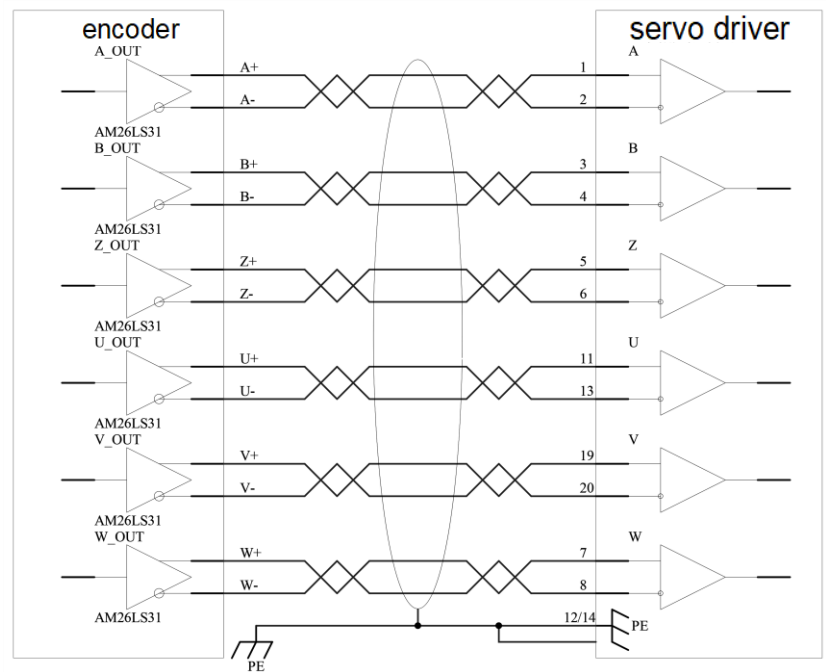 encoder
servo driver
A_OUT
A+
1
A
A-
2
AM26LS31
B_OUT
B+
3
B
B-
4
AM26LS31
Z_OUT
Z+
5
Z
Z-
6
AM26LS31
U_OUT
U+
11
U
U-
13
AM26LS31
V_OUT
V+
19
V
V-
20
AM26LS31
W_OUT
W+
7
W
W-
8
AM26LS31
12/14
PE
PE